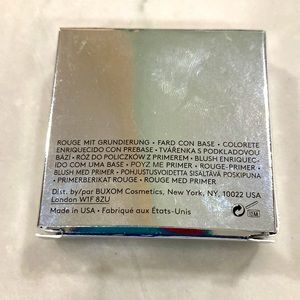 ROUGE MIT GRUNDIERUNG • FARD CON BASE • COLORETE
ENRIQUECIDO CON PREBASE • TVÁŘENKA S PODKLADOVOU
BÁZÍ • RÓŻ DO POLICZKÓW Z PRIMEREM • BLUSH ENRIQUEC-
IDO COM UMA BASE • ΡΟΥΖ ΜΕ PRIMER • ROUGE-PRIMER •
BLUSH MED PRIMER • POHJUSTUSVOIDETTA SISÄLTÄVÄ POSKIPUNA
• PRIMERBERIKAT ROUGE • ROUGE MED PRIMER
Dist. by/par BUXOM Cosmetics, New York, NY, 10022 USA
London W1F 8ZU
Made in USA • Fabriqué aux États-Unis